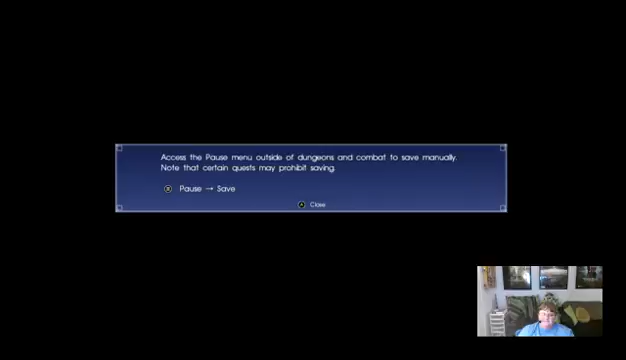 Access the Pause menu outside of dungeons and combat to save manually.
Note that certain quests may prohibit saving.
Pause → Save
Close